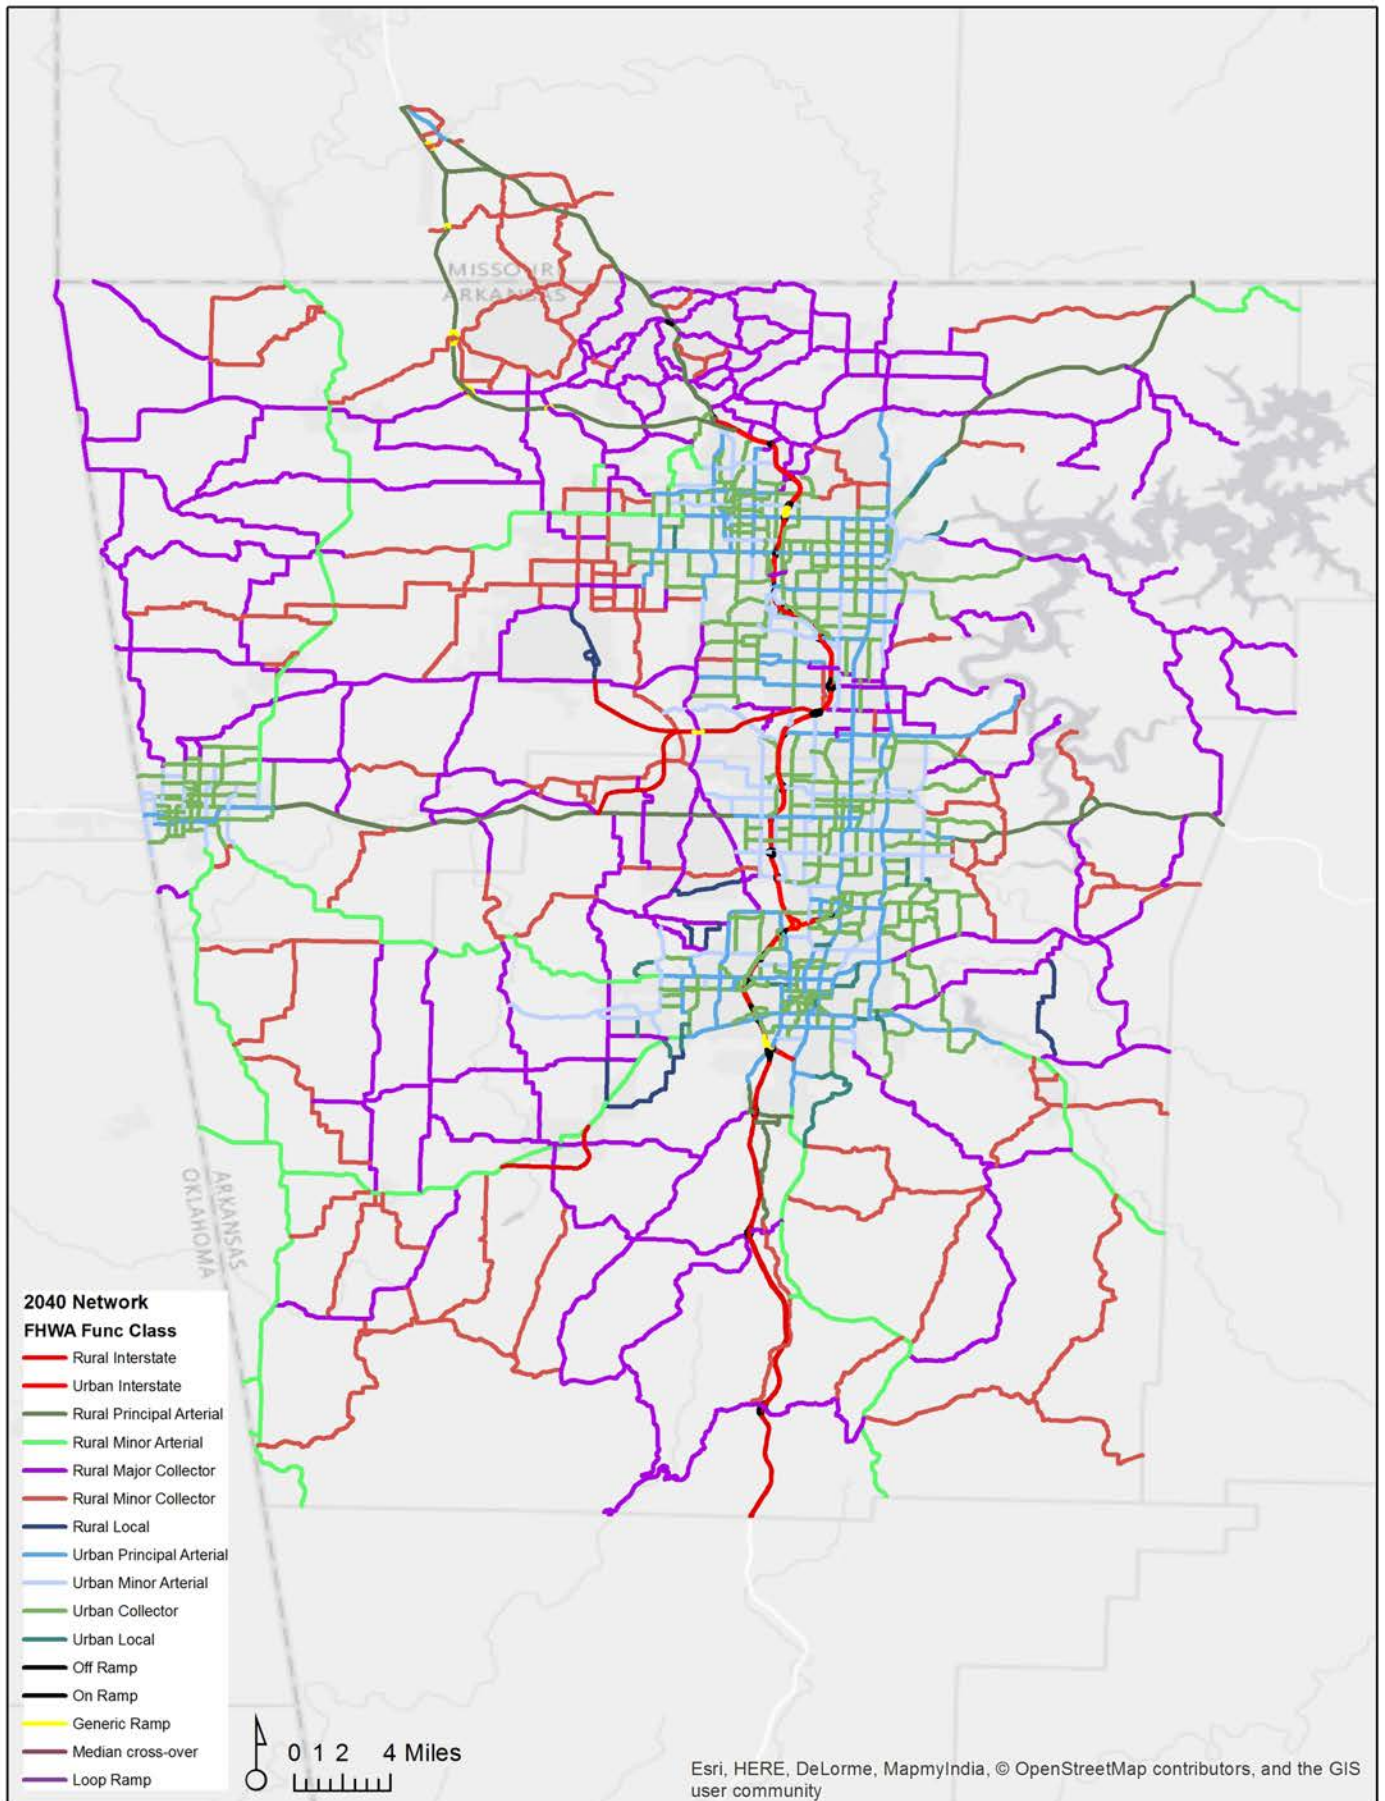 MISSOURI
ARKANSAS
ARKANSAS
OKLAHOMA
2040 Network
FHWA Func Class
Rural Interstate
Urban Interstate
Rural Principal Arterial
Rural Minor Arterial
Rural Major Collector
Rural Minor Collector
Rural Local
Urban Principal Arterial
Urban Minor Arterial
Urban Collector
Urban Local
Off Ramp
On Ramp
Generic Ramp
Median cross-over
Loop Ramp
0 1 2 4 Miles
Esri, HERE, DeLorme, MapmyIndia, © OpenStreetMap contributors, and the GIS
user community